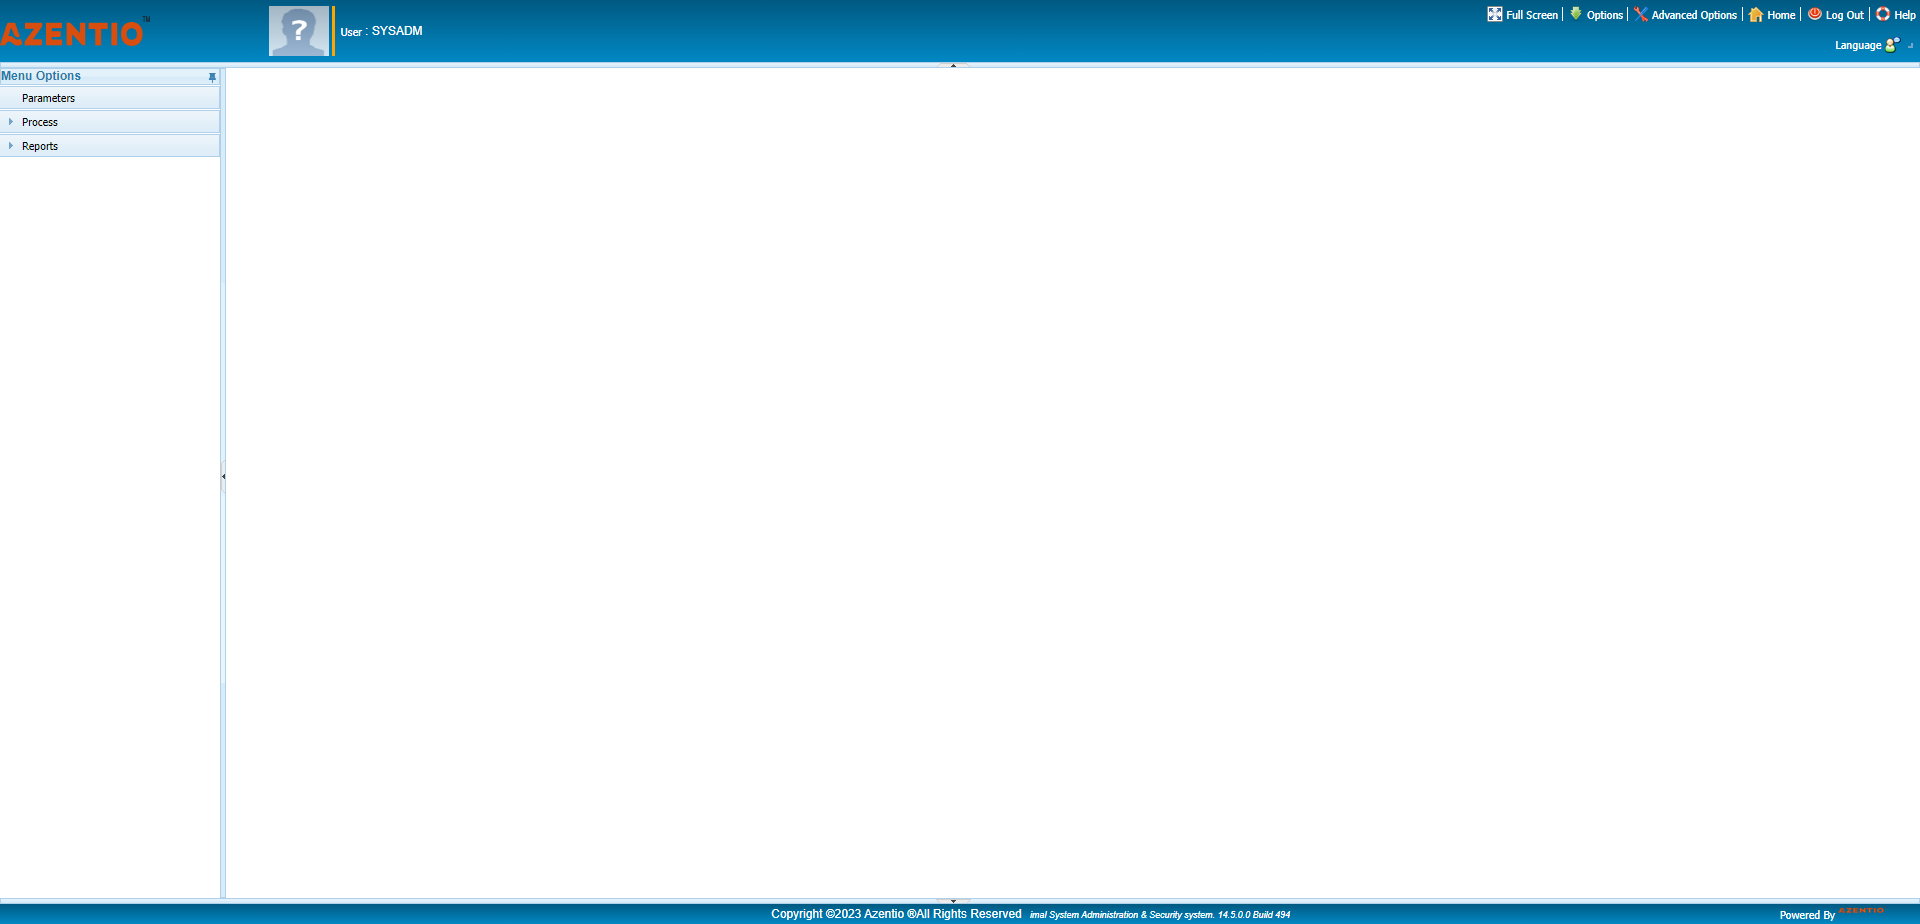 AZENTIO™
User : SYSADM
Full Screen
Options
Advanced Options
Home
Log Out
Help
Language
Menu Options
Parameters
Process
Reports
Copyright ©2023 Azentio ®All Rights Reserved imal System Administration & Security system. 14.5.0.0 Build 494
Powered By AZENTIO